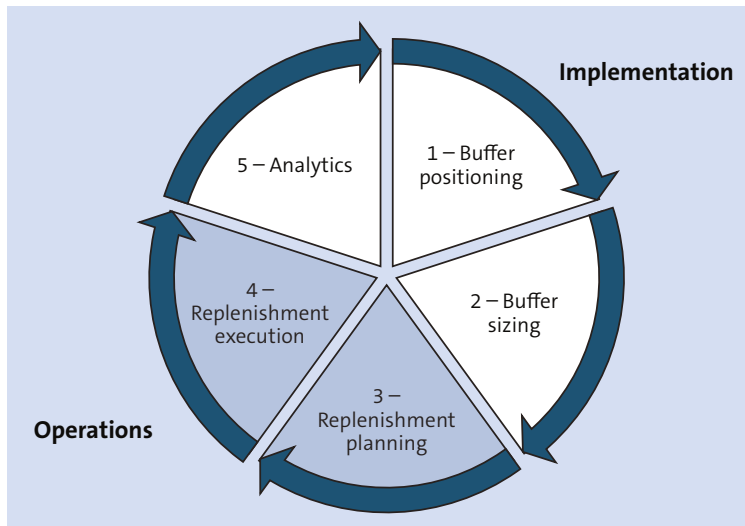 Implementation
1 – Buffer
positioning
2 – Buffer
sizing
3 –
Replenishment
planning
4 –
Replenishment
execution
5 – Analytics
Operations